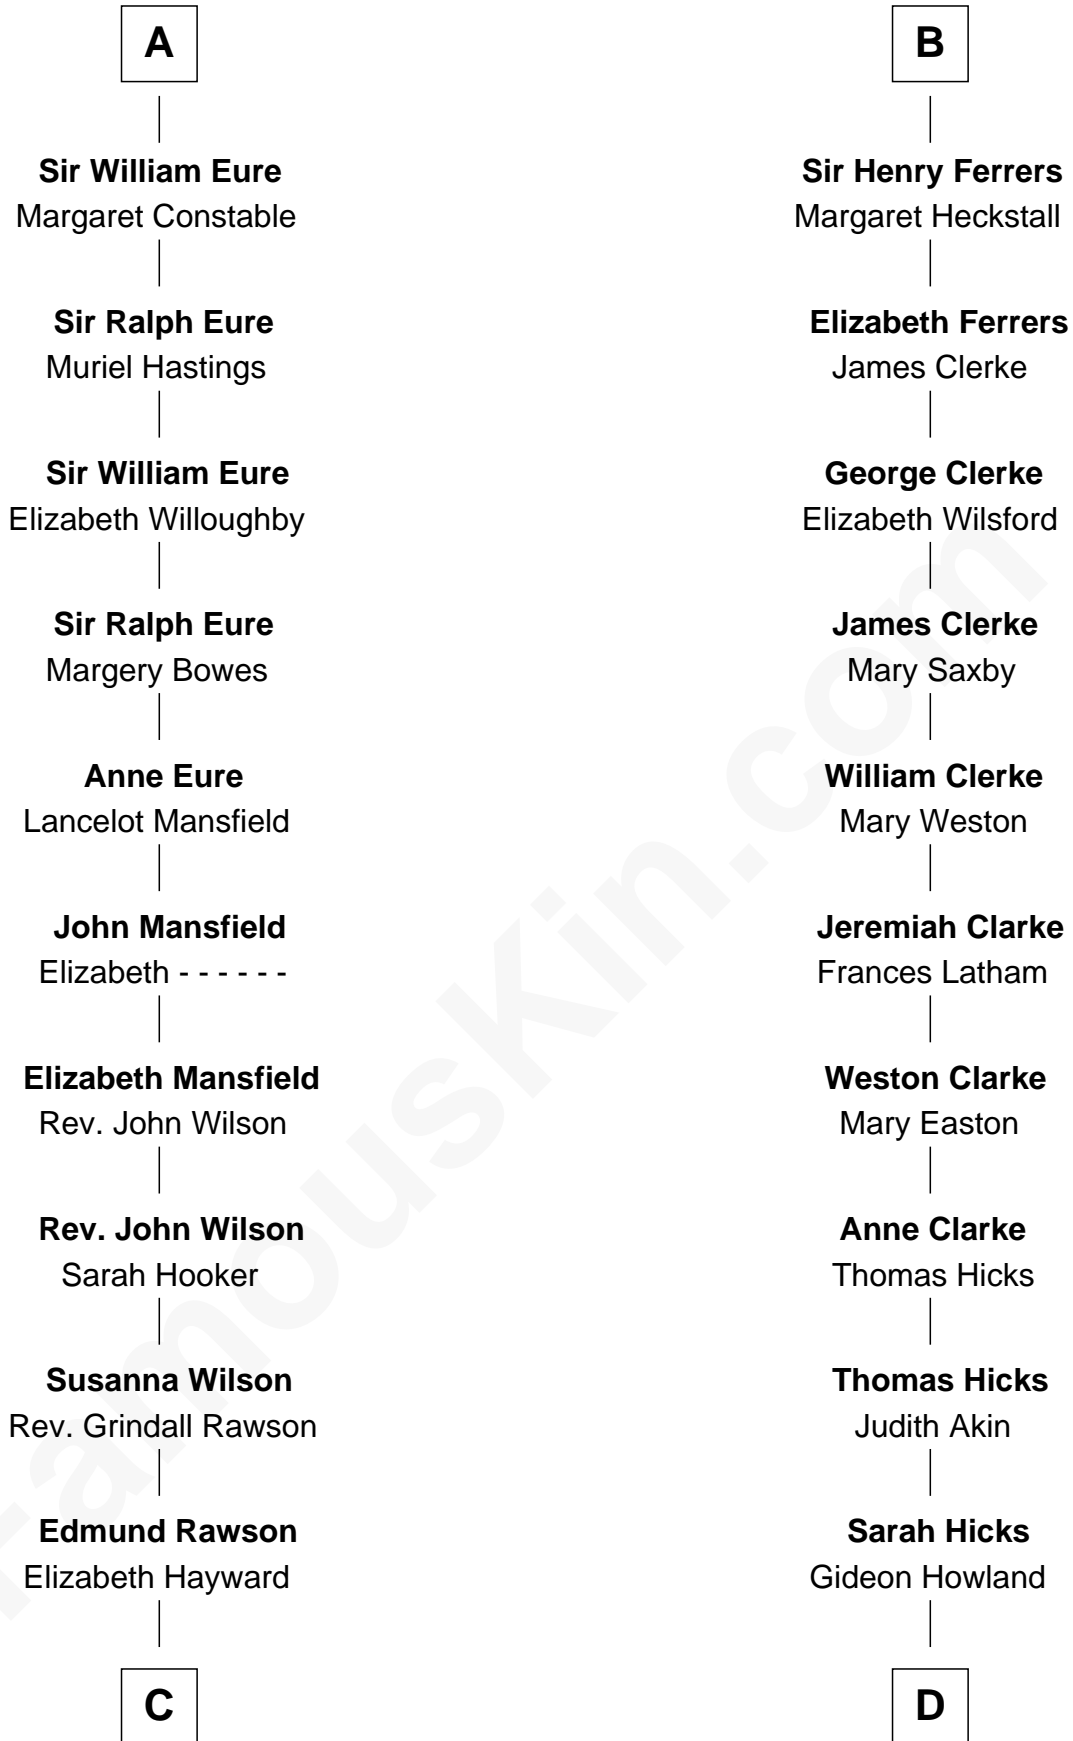 A
Sir William Eure
Margaret Constable
Sir Ralph Eure
Muriel Hastings
Sir William Eure
Elizabeth Willoughby
Sir Ralph Eure
Margery Bowes
Anne Eure
Lancelot Mansfield
John Mansfield
Elizabeth - - - - - -
Elizabeth Mansfield
Rev. John Wilson
Rev. John Wilson
Sarah Hooker
Susanna Wilson
Rev. Grindall Rawson
Edmund Rawson
Elizabeth Hayward
C
B
Sir Henry Ferrers
Margaret Heckstall
Elizabeth Ferrers
James Clerke
George Clerke
Elizabeth Wilsford
James Clerke
Mary Saxby
William Clerke
Mary Weston
Jeremiah Clarke
Frances Latham
Weston Clarke
Mary Easton
Anne Clarke
Thomas Hicks
Thomas Hicks
Judith Akin
Sarah Hicks
Gideon Howland
D
FamousKin.com